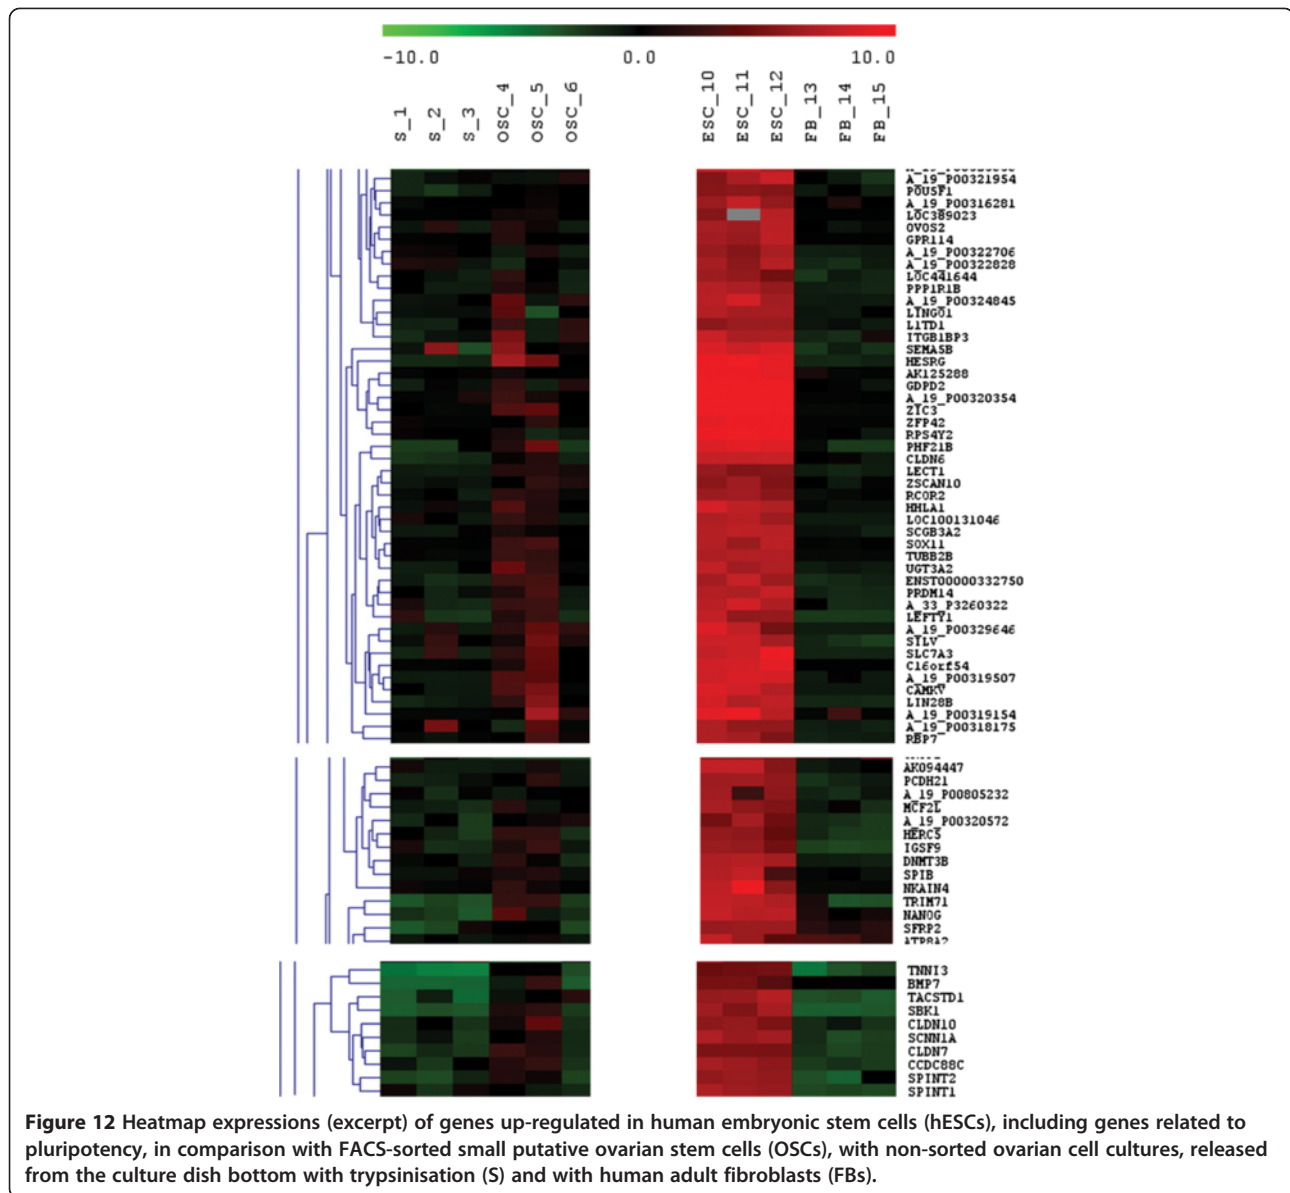 -10.0 0.0 10.0
S_1 S_2 S_3 OSC_4 OSC_5 OSC_6 ESC_10 ESC_11 ESC_12 FB_13 FB_14 FB_15
A_19_P00321954
POU5F1
A_19_P00316281
LOC389023
OVOS2
GPR114
A_19_P00322706
A_19_P00322828
LOC441644
PPP1R1B
A_19_P00324845
LINGO1
L1TD1
ITGB1BP3
SEMA5B
HESRG
AK125288
GDPD2
A_19_P00320354
ZIC3
ZFP42
RPS4Y2
PHF21B
CLDN6
LECT1
ZSCAN10
RCOR2
HHLA1
LOC100131046
SCGB3A2
SOX11
TUBB2B
UGT3A2
ENST00000332750
PRDM14
A_33_P3260322
LEFTY1
A_19_P00329646
SILV
SLC7A3
C16orf54
A_19_P00319507
CAMKV
LIN28B
A_19_P00319154
A_19_P00318175
RBP7
AK094447
PCDH21
A_19_P00805232
MCF2L
A_19_P00320572
HERC5
IGSF9
DNMT3B
SPIB
NKAIN4
TRIM71
NANOG
SFRP2
ATP8A2
TNNI3
BMP7
TACSTD1
SBK1
CLDN10
SCNN1A
CLDN7
CCDC88C
SPINT2
SPINT1
Figure 12 Heatmap expressions (excerpt) of genes up-regulated in human embryonic stem cells (hESCs), including genes related to
pluripotency, in comparison with FACS-sorted small putative ovarian stem cells (OSCs), with non-sorted ovarian cell cultures, released
from the culture dish bottom with trypsinisation (S) and with human adult fibroblasts (FBs).